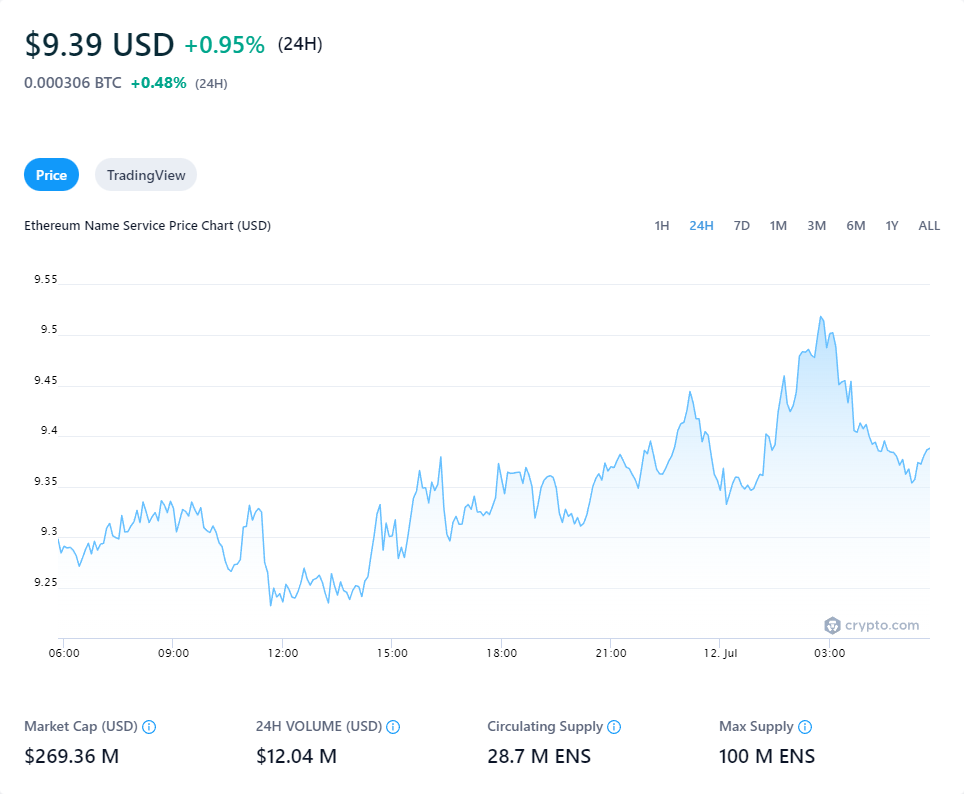 $9.39 USD +0.95% (24H)
0.000306 BTC +0.48% (24H)
Price TradingView
Ethereum Name Service Price Chart (USD) 1H 24H 7D 1M 3M 6M 1Y ALL
9.55
9.5
9.45
9.4
9.35
9.3
9.25
crypto.com
06:00 09:00 12:00 15:00 18:00 21:00 12. Jul 03:00
Market Cap (USD) 24H VOLUME (USD) Circulating Supply Max Supply
$269.36 M $12.04 M 28.7 M ENS 100 M ENS